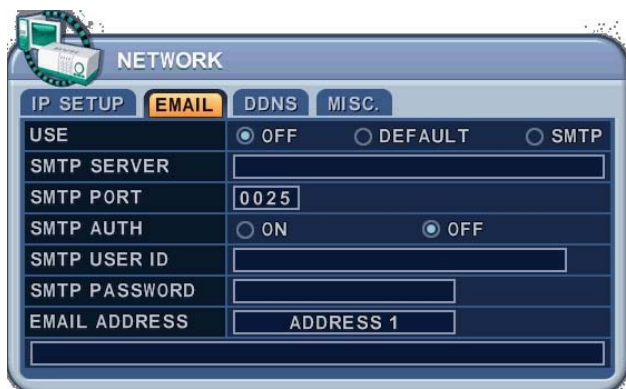 NETWORK
IP SETUP EMAIL DDNS MISC.
USE OFF DEFAULT SMTP
SMTP SERVER
SMTP PORT 0025
SMTP AUTH ON OFF
SMTP USER ID
SMTP PASSWORD
EMAIL ADDRESS ADDRESS 1